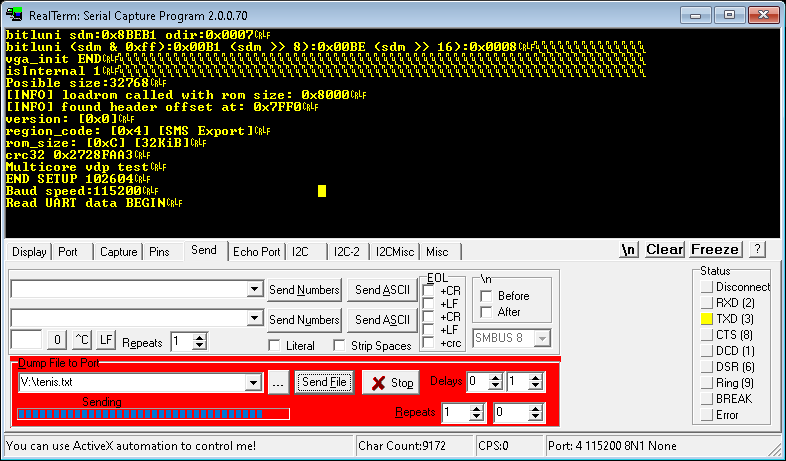 RealTerm: Serial Capture Program 2.0.0.70
bitluni sdm:0x8BEB1 odir:0x0007CRLF
bitluni (sdm & 0xff):0x00B1 (sdm >> 8):0x00BE (sdm >> 16):0x0008CRLF
vga_init ENDCRLF
isInternal 1CRLF
Posible size:32768CRLF
[INFO] loadrom called with rom size: 0x8000CRLF
[INFO] found header offset at: 0x7FF0CRLF
version: [0x0]CRLF
region_code: [0x4] [SMS Export]CRLF
rom_size: [0xC] [32KiB]CRLF
crc32 0x2728FAA3CRLF
Multicore vdp testCRLF
END SETUP 102604CRLF
Baud speed:115200CRLF
Read UART data BEGINCRLF
Display Port Capture Pins Send Echo Port I2C I2C-2 I2CMisc Misc \n Clear Freeze ?
Send Numbers Send ASCII
Send Numbers Send ASCII
0 ^C LF Repeats 1 Literal Strip Spaces
EOL
+CR
+LF
+CR
+LF
+crc
\n
Before
After
SMBUS 8
Dump File to Port
V:\tenis.txt ... Send File Stop Delays 0 1
Sending
Repeats 1 0
Status
Disconnect
RXD (2)
TXD (3)
CTS (8)
DCD (1)
DSR (6)
Ring (9)
BREAK
Error
You can use ActiveX automation to control me! Char Count:9172 CPS:0 Port: 4 115200 8N1 None